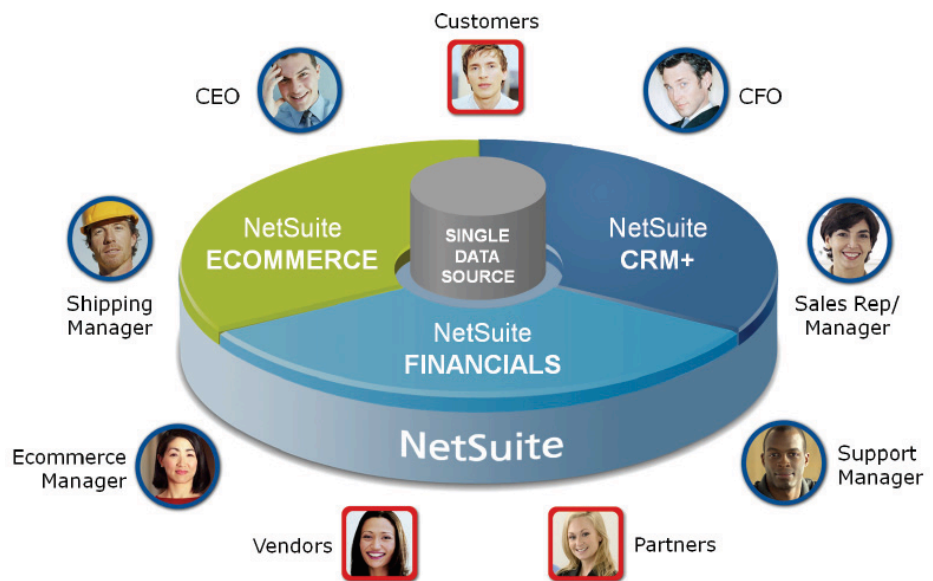 Customers
CEO
CFO
NetSuite
ECOMMERCE
SINGLE
DATA
SOURCE
NetSuite
CRM+
Shipping
Manager
Sales Rep/
Manager
NetSuite
FINANCIALS
NetSuite
Ecommerce
Manager
Support
Manager
Vendors
Partners